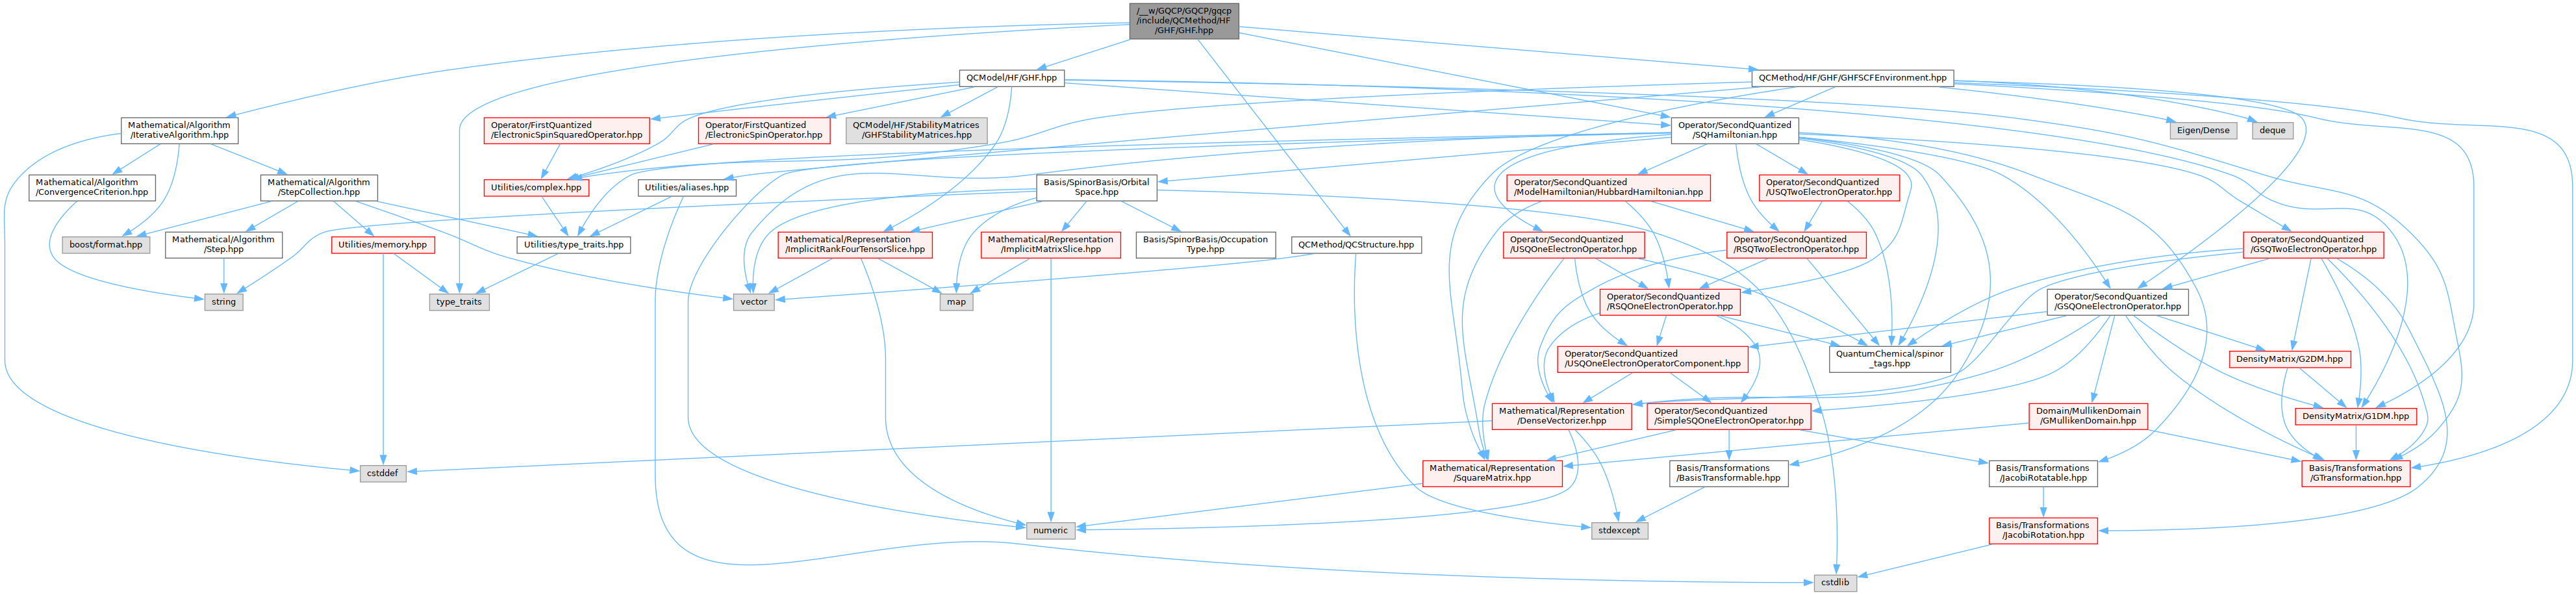 /__w/GQCP/GQCP/gqcp
/include/QCMethod/HF
/GHF/GHF.hpp
QCModel/HF/GHF.hpp
QCMethod/HF/GHF/GHFSCFEnvironment.hpp
Mathematical/Algorithm
/IterativeAlgorithm.hpp
Operator/FirstQuantized
/ElectronicSpinSquaredOperator.hpp
Operator/FirstQuantized
/ElectronicSpinOperator.hpp
QCModel/HF/StabilityMatrices
/GHFStabilityMatrices.hpp
Operator/SecondQuantized
/SQHamiltonian.hpp
Eigen/Dense
deque
Mathematical/Algorithm
/ConvergenceCriterion.hpp
Mathematical/Algorithm
/StepCollection.hpp
Utilities/complex.hpp
Utilities/aliases.hpp
Basis/SpinorBasis/Orbital
Space.hpp
Operator/SecondQuantized
/ModelHamiltonian/HubbardHamiltonian.hpp
Operator/SecondQuantized
/USQTwoElectronOperator.hpp
boost/format.hpp
Mathematical/Algorithm
/Step.hpp
Utilities/memory.hpp
Utilities/type_traits.hpp
Mathematical/Representation
/ImplicitRankFourTensorSlice.hpp
Mathematical/Representation
/ImplicitMatrixSlice.hpp
Basis/SpinorBasis/Occupation
Type.hpp
QCMethod/QCStructure.hpp
Operator/SecondQuantized
/USQOneElectronOperator.hpp
Operator/SecondQuantized
/RSQTwoElectronOperator.hpp
Operator/SecondQuantized
/GSQTwoElectronOperator.hpp
string
type_traits
vector
map
Operator/SecondQuantized
/RSQOneElectronOperator.hpp
Operator/SecondQuantized
/GSQOneElectronOperator.hpp
Operator/SecondQuantized
/USQOneElectronOperatorComponent.hpp
QuantumChemical/spinor
_tags.hpp
DensityMatrix/G2DM.hpp
Mathematical/Representation
/DenseVectorizer.hpp
Operator/SecondQuantized
/SimpleSQOneElectronOperator.hpp
Domain/MullikenDomain
/GMullikenDomain.hpp
DensityMatrix/G1DM.hpp
cstddef
Mathematical/Representation
/SquareMatrix.hpp
Basis/Transformations
/BasisTransformable.hpp
Basis/Transformations
/JacobiRotatable.hpp
Basis/Transformations
/GTransformation.hpp
numeric
stdexcept
Basis/Transformations
/JacobiRotation.hpp
cstdlib